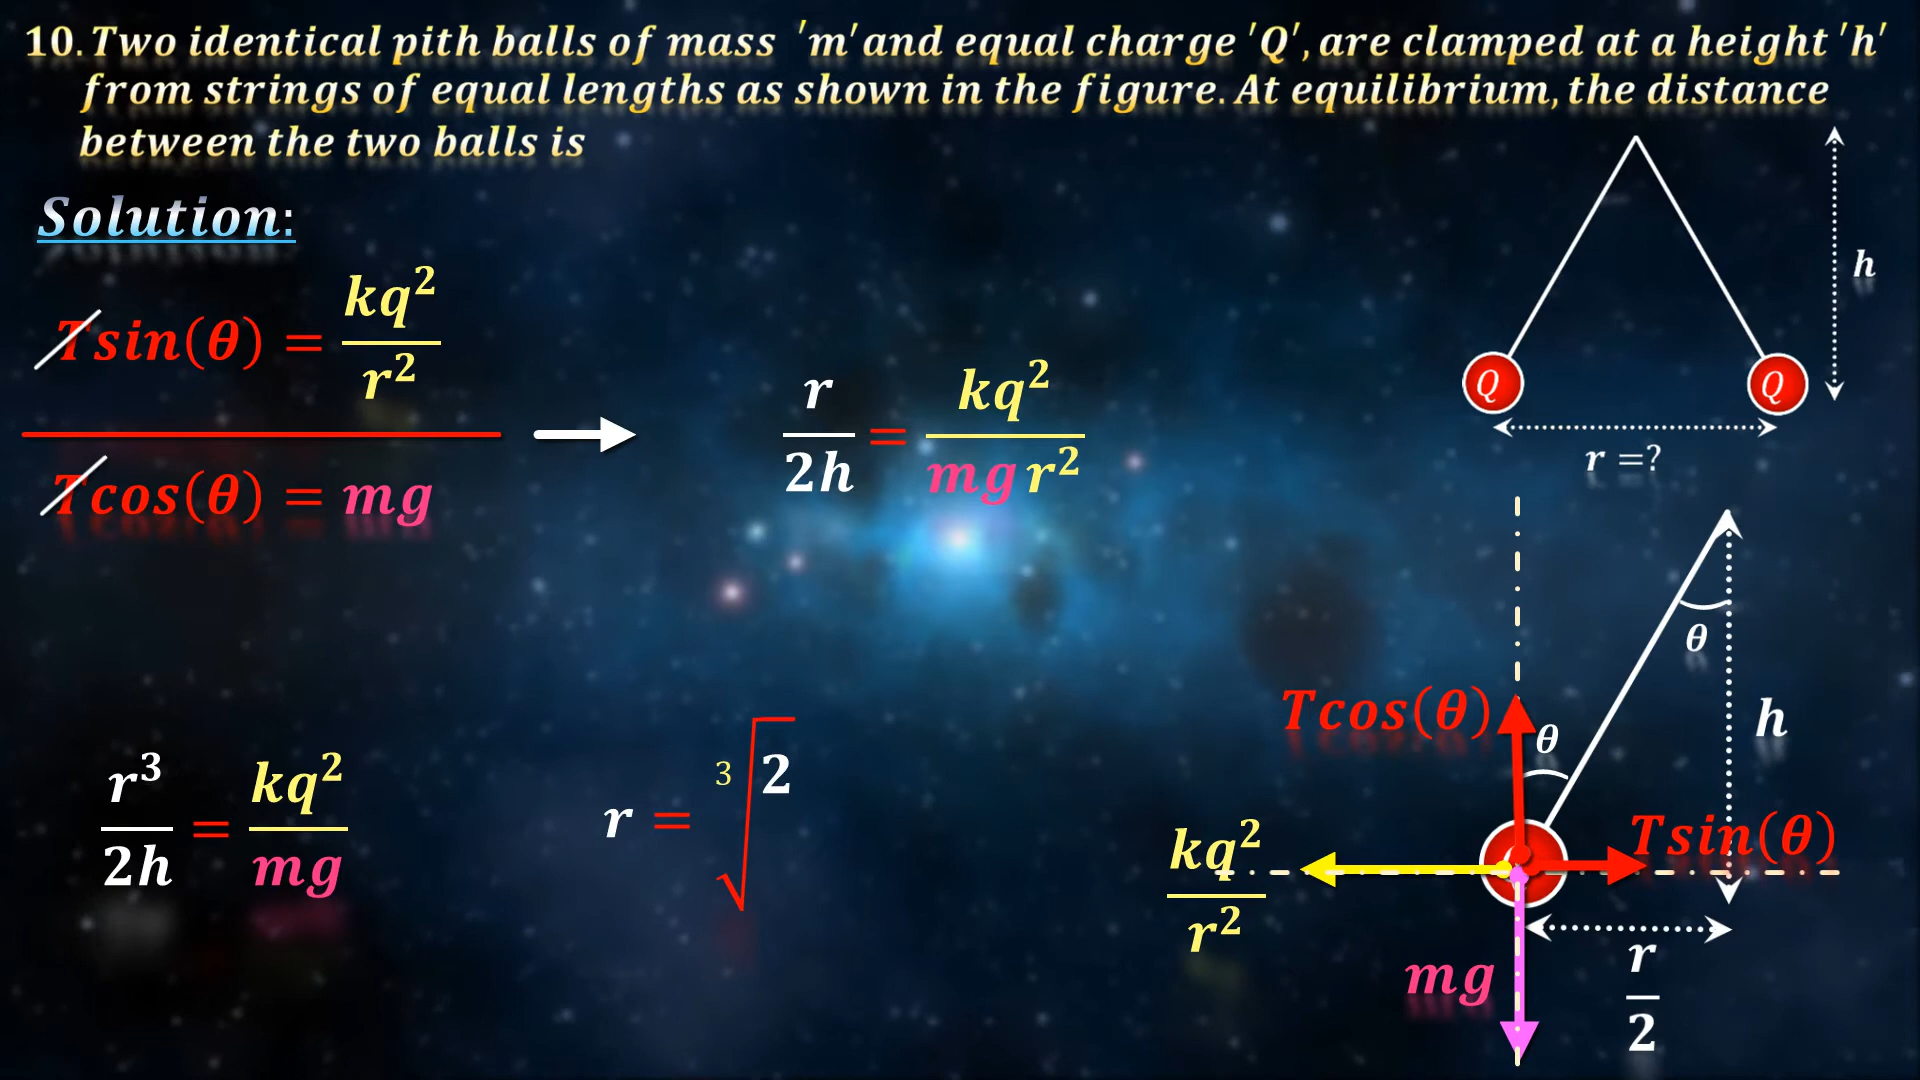 10. Two identical pith balls of mass 'm' and equal charge 'Q', are clamped at a height 'h'
from strings of equal lengths as shown in the figure. At equilibrium, the distance
between the two balls is
Solution:
Tsin(θ) = kq²/r²
Tcos(θ) = mg
r/2h = kq²/mg r²
r³/2h = kq²/mg
r = ∛2
h
Q
Q
r =?
θ
h
Tcos(θ)
θ
Tsin(θ)
kq²/r²
mg
r/2